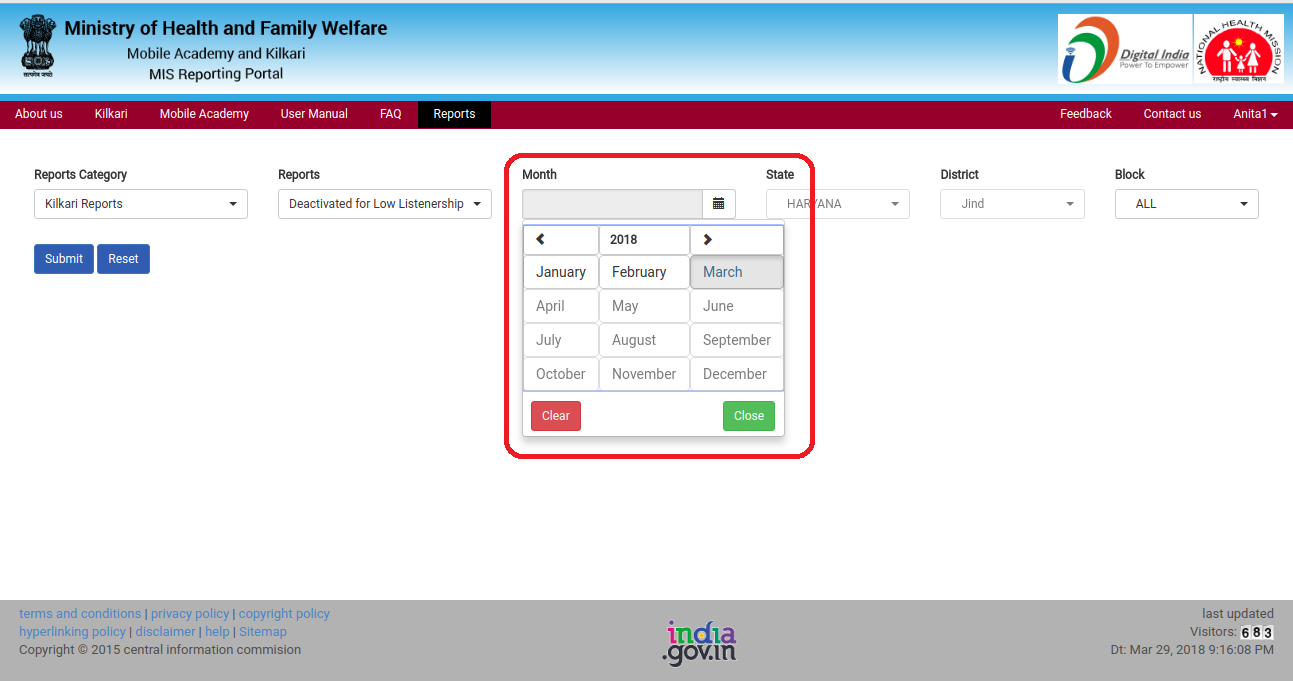 Ministry of Health and Family Welfare
Mobile Academy and Kilkari
MIS Reporting Portal
सत्यमेव जयते
Digital India
Power To Empower
NATIONAL HEALTH MISSION
राष्ट्रीय स्वास्थ्य मिशन
About us Kilkari Mobile Academy User Manual FAQ Reports Feedback Contact us Anita1
Reports Category Reports Month State District Block
Kilkari Reports Deactivated for Low Listenership HARYANA Jind ALL
2018
Submit Reset
January February March
April May June
July August September
October November December
Clear Close
terms and conditions | privacy policy | copyright policy
hyperlinking policy | disclaimer | help | Sitemap
Copyright © 2015 central information commision
india
.gov.in
last updated
Visitors: 683
Dt: Mar 29, 2018 9:16:08 PM